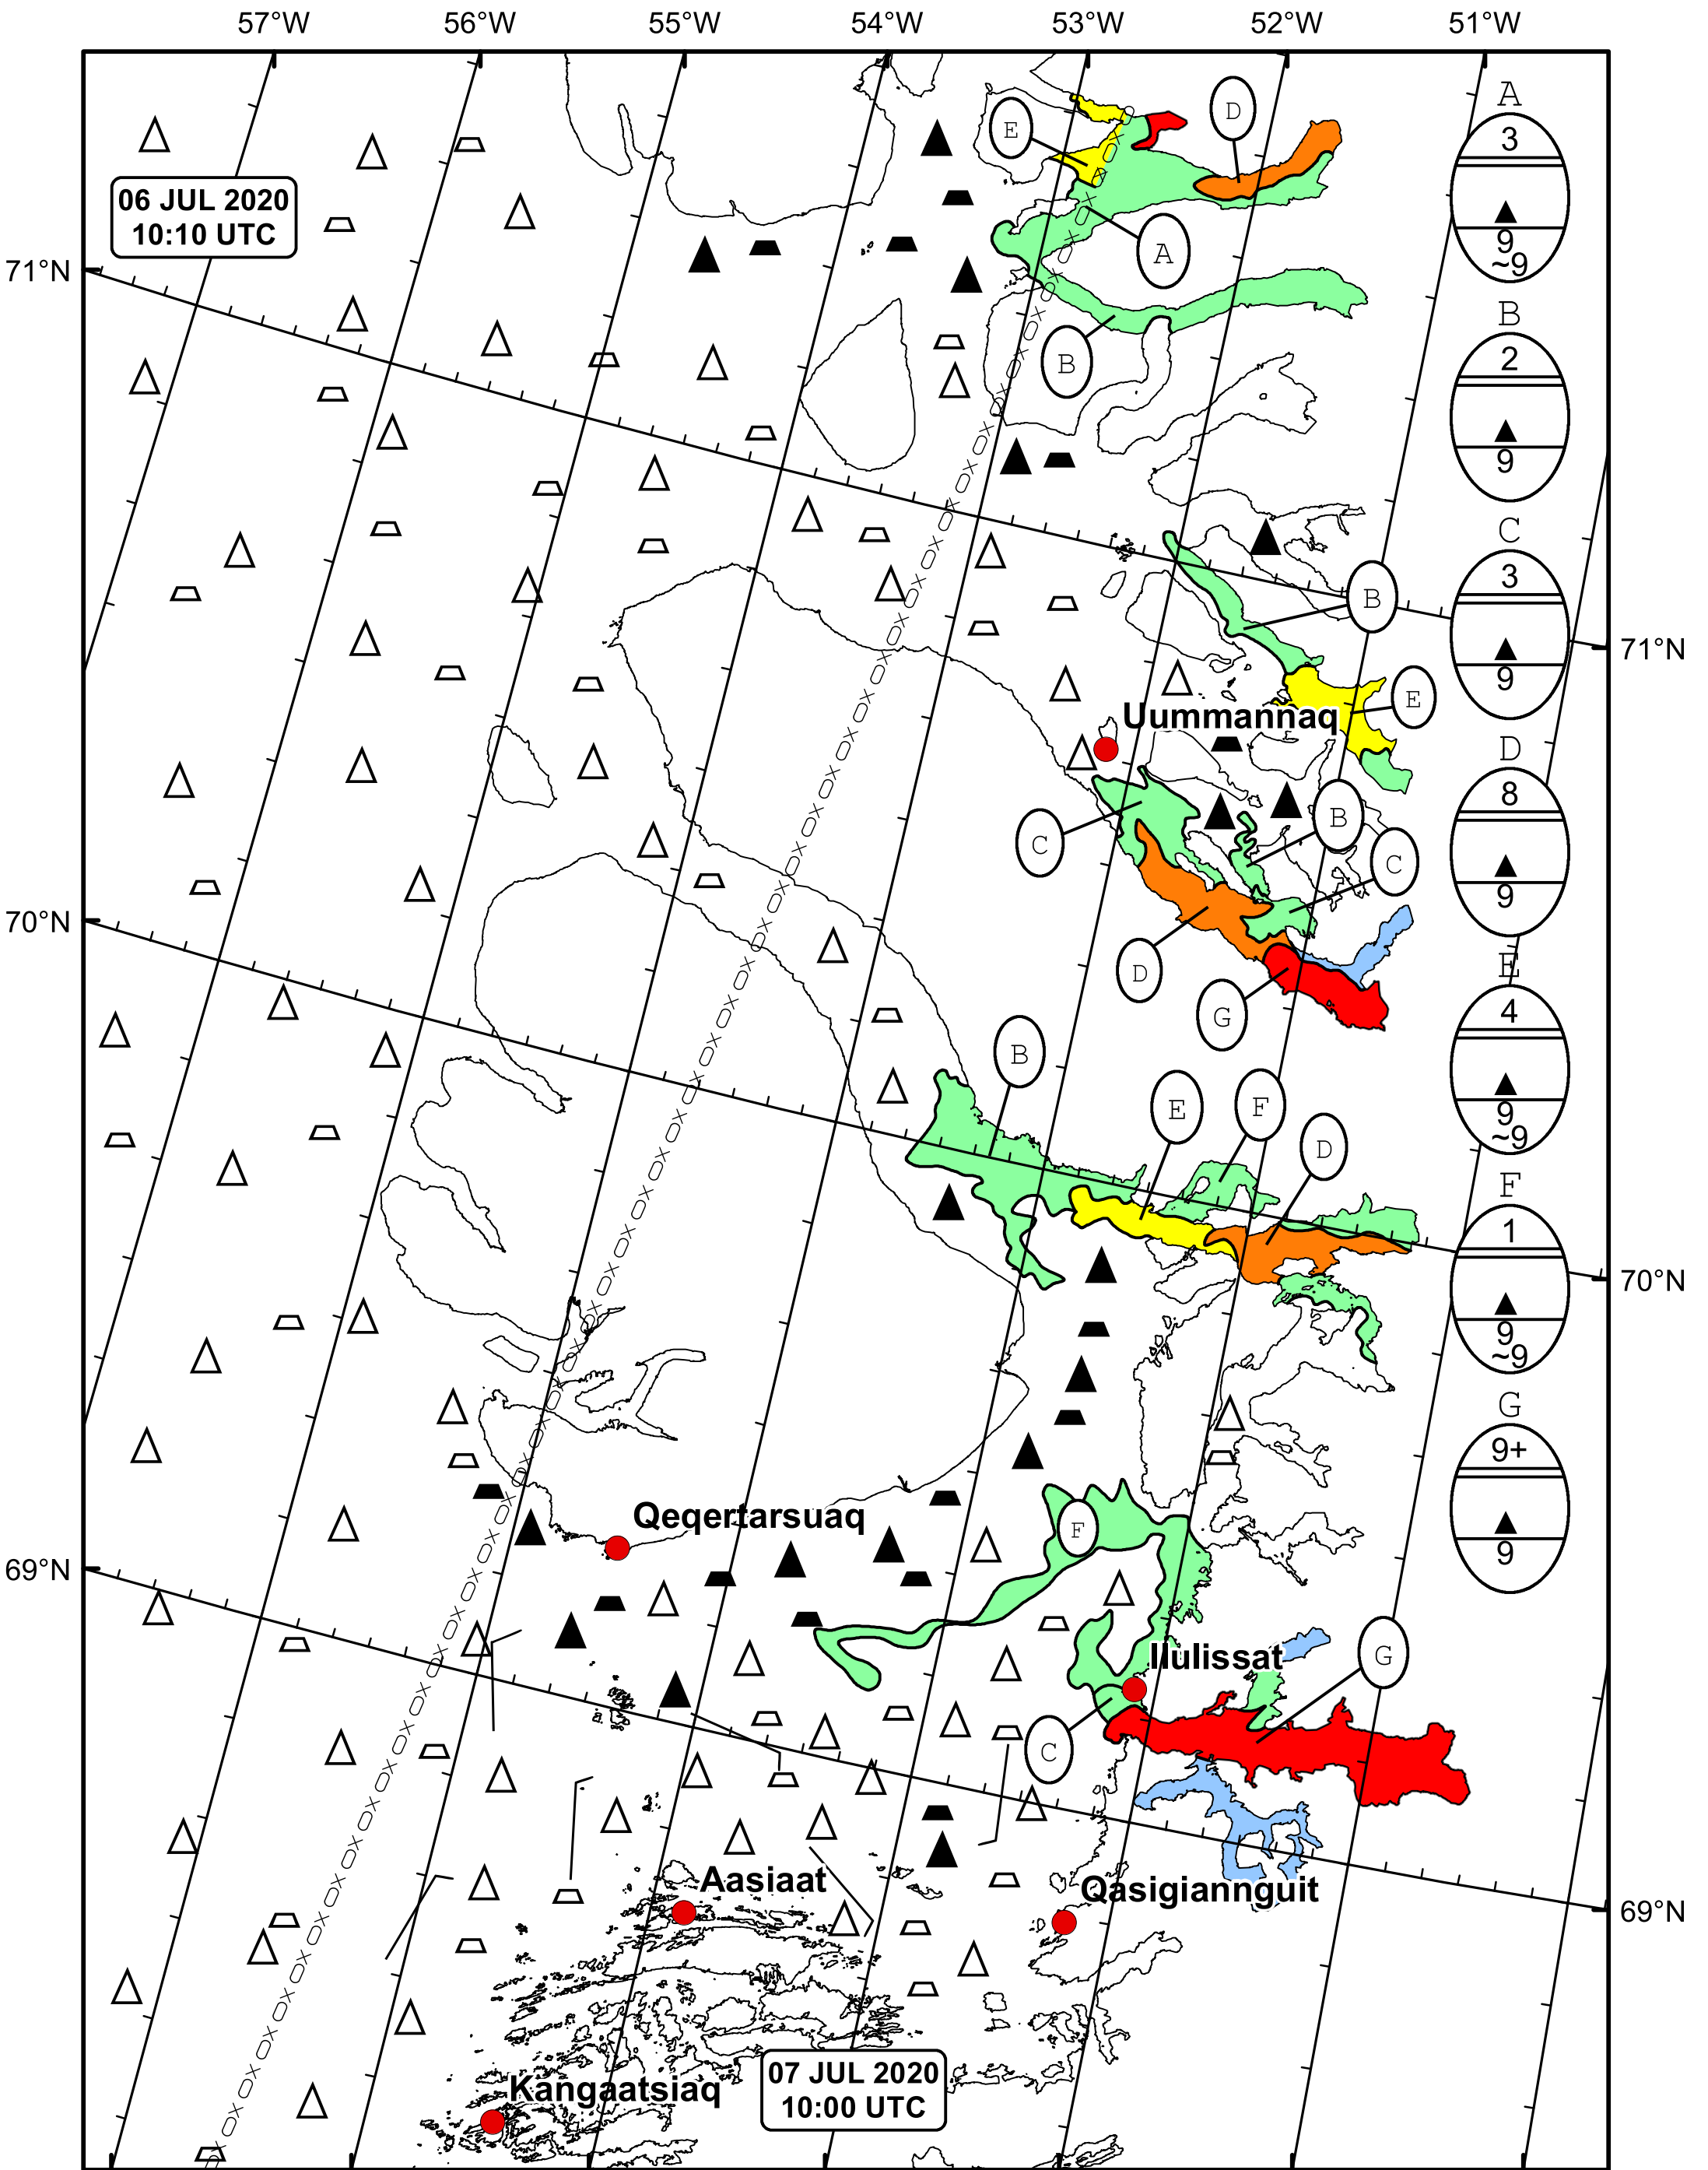 57°W 56°W 55°W 54°W 53°W 52°W 51°W
06 JUL 2020
10:10 UTC
E
D
A
B
71°N
B
E
Uummannaq
C
B
C
D
G
70°N
B
E
F
D
Qeqertarsuaq
F
69°N
Ilulissat
G
C
Aasiaat
Qasigiannguit
Kangaatsiaq
07 JUL 2020
10:00 UTC
A
3
9
~9
B
2
9
C
3
9
71°N
D
8
9
E
4
9
~9
F
1
9
~9
70°N
G
9+
9
69°N